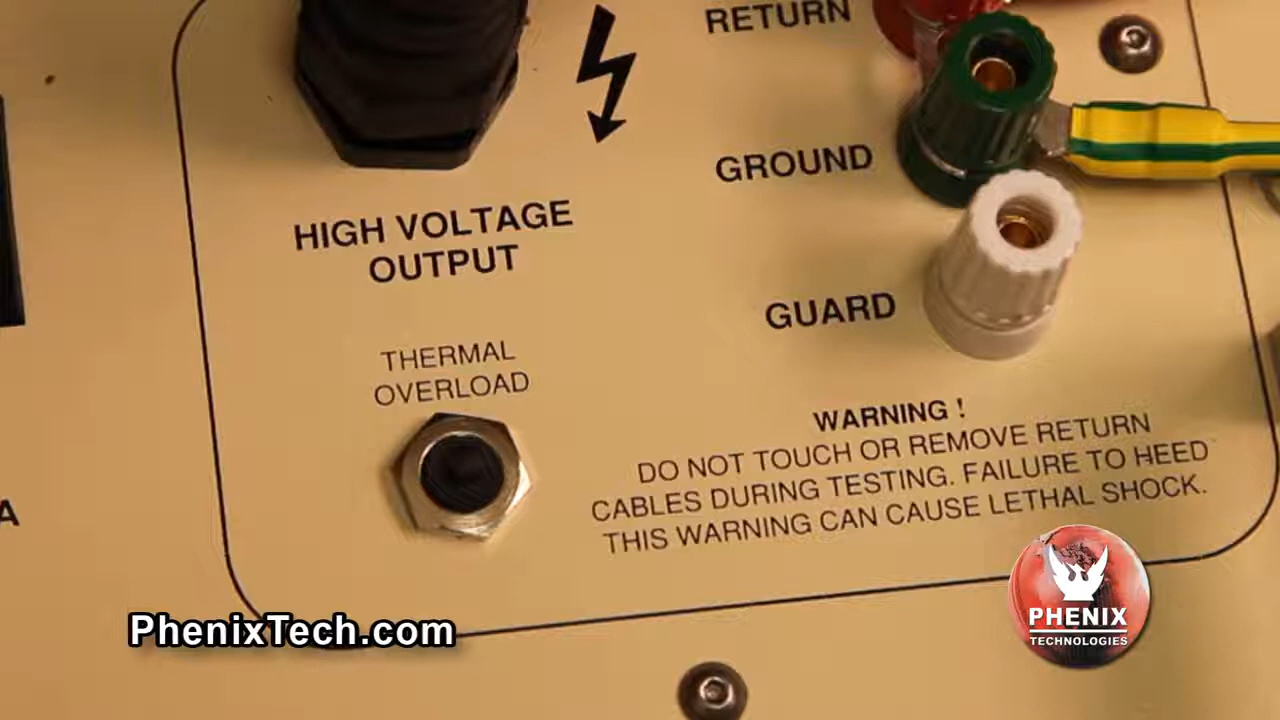 RETURN
GROUND
HIGH VOLTAGE
OUTPUT
GUARD
THERMAL
OVERLOAD
WARNING !
DO NOT TOUCH OR REMOVE RETURN
CABLES DURING TESTING. FAILURE TO HEED
THIS WARNING CAN CAUSE LETHAL SHOCK.
A
PhenixTech.com
PHENIX
TECHNOLOGIES